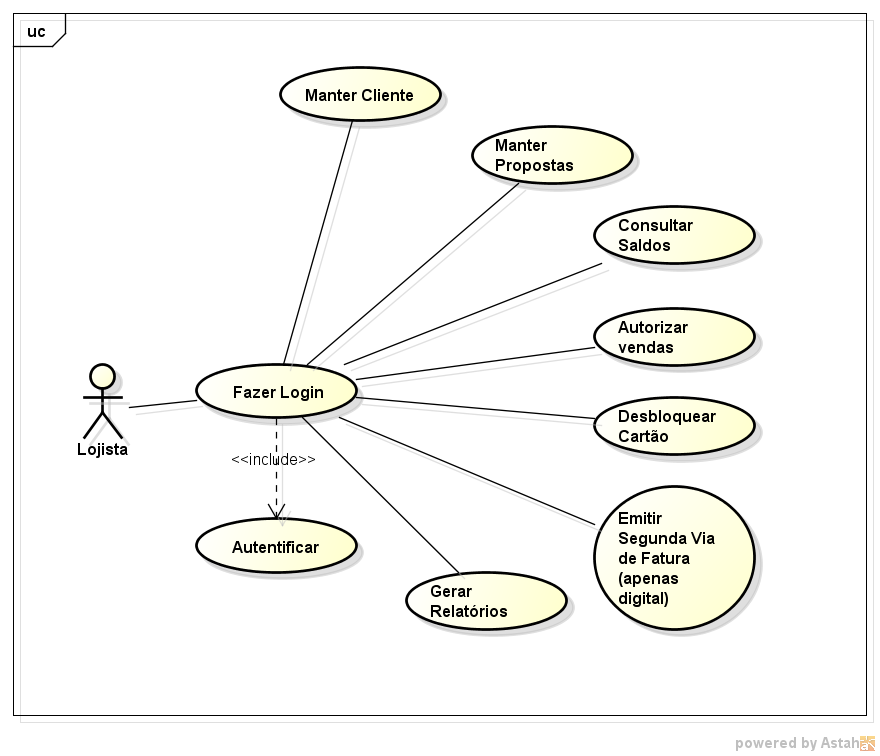 uc
Manter Cliente
Manter
Propostas
Consultar
Saldos
Autorizar
vendas
Fazer Login
Desbloquear
Cartão
Lojista
<<include>>
Emitir
Segunda Via
de Fatura
(apenas
digital)
Autentificar
Gerar
Relatórios
powered by Astah